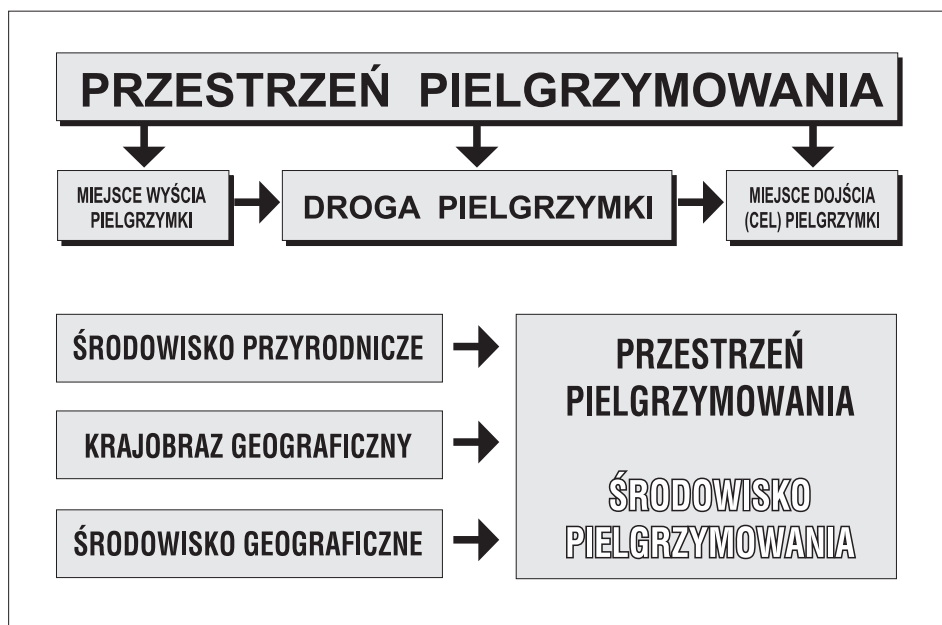 PRZESTRZEŃ PIELGRZYMOWANIA
MIEJSCE WYŚCIA
PIELGRZYMKI
DROGA PIELGRZYMKI
MIEJSCE DOJŚCIA
(CEL) PIELGRZYMKI
ŚRODOWISKO PRZYRODNICZE
KRAJOBRAZ GEOGRAFICZNY
ŚRODOWISKO GEOGRAFICZNE
PRZESTRZEŃ
PIELGRZYMOWANIA
ŚRODOWISKO
PIELGRZYMOWANIA